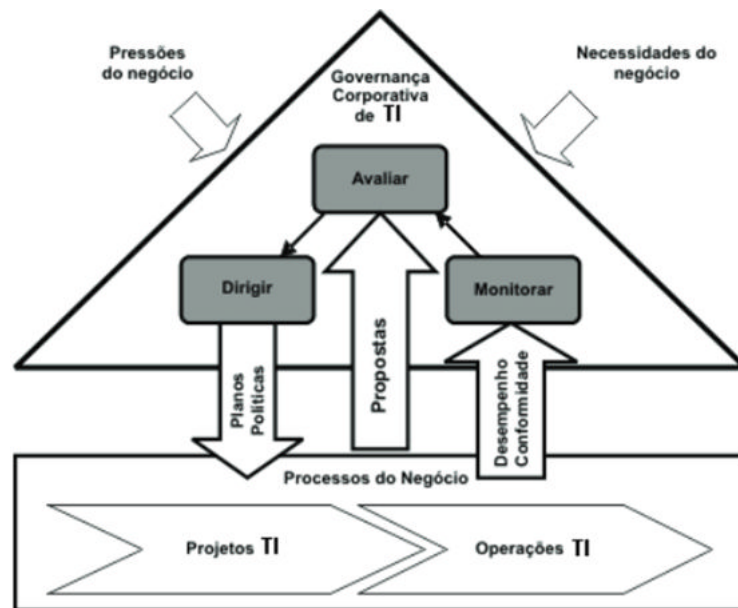 Pressões
do negócio
Necessidades do
negócio
Governança
Corporativa
de TI
Avaliar
Dirigir
Monitorar
Planos
Políticas
Propostas
Desempenho
Conformidade
Processos do Negócio
Projetos TI
Operações TI